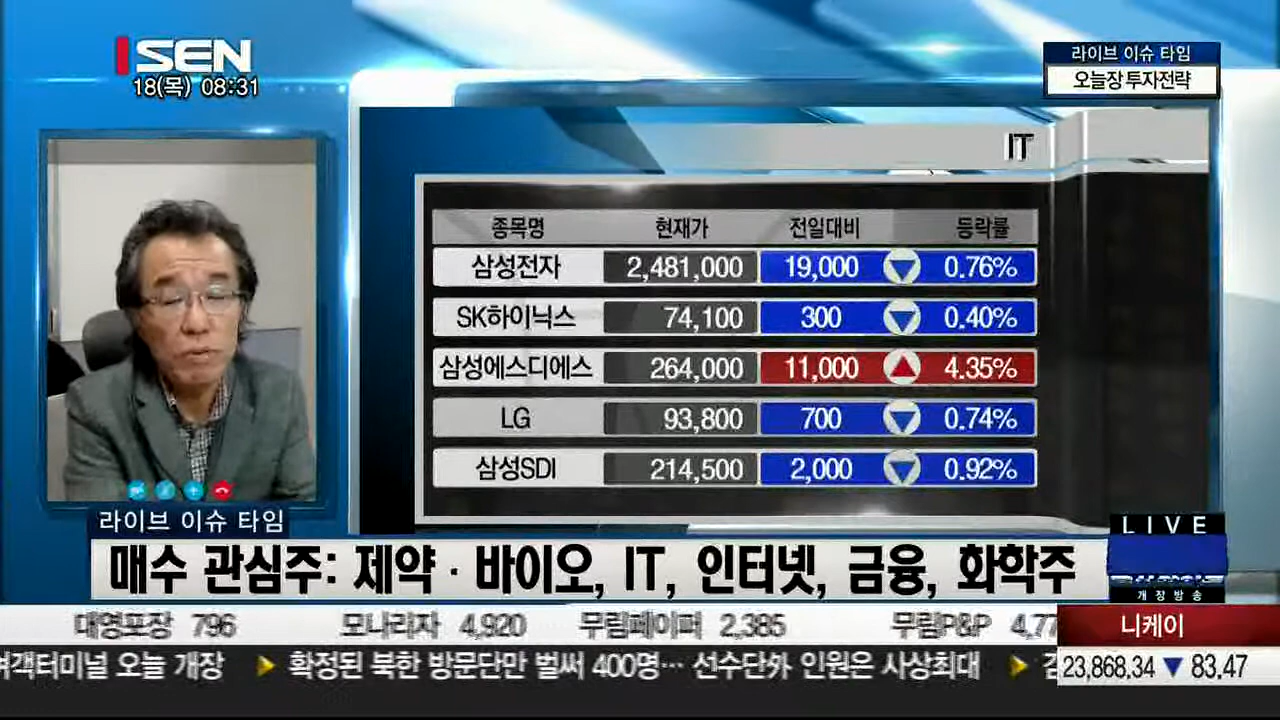 SEN
18(목) 08:31
라이브 이슈 타임
오늘장 투자전략
IT
종목명 현재가 전일대비 등락률
삼성전자 2,481,000 19,000 ▼ 0.76%
SK하이닉스 74,100 300 ▼ 0.40%
삼성에스디에스 264,000 11,000 ▲ 4.35%
LG 93,800 700 ▼ 0.74%
삼성SDI 214,500 2,000 ▼ 0.92%
라이브 이슈 타임
매수 관심주: 제약·바이오, IT, 인터넷, 금융, 화학주
LIVE
개장방송
대영포장 796 모나리자 4,920 무림페이퍼 2,385 무림P&P 4,77
니케이
여객터미널 오늘 개장 ▶ 확정된 북한 방문단만 벌써 400명… 선수단外 인원은 사상최대 ▶
23,868.34 ▼ 83.47